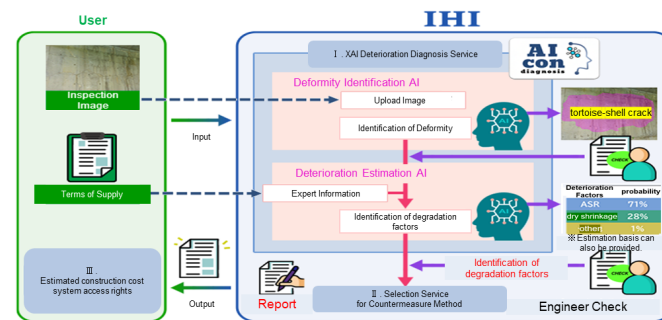 User
IHI
Inspection
Image
Terms of Supply
Ⅲ.
Estimated construction cost
system access rights
Input
Output
Ⅰ. XAI Deterioration Diagnosis Service
AI
con
diagnosis
Deformity Identification AI
Upload Image
Identification of Deformity
AI
tortoise-shell crack
CHECK
Deterioration Estimation AI
Expert Information
Identification of degradation
factors
AI
Deterioration
Factors
probability
ASR
71%
dry shrinkage
28%
other
1%
※Estimation basis can
also be provided.
Identification of
degradation factors
CHECK
Report
Ⅱ. Selection Service
for Countermeasure Method
Engineer Check